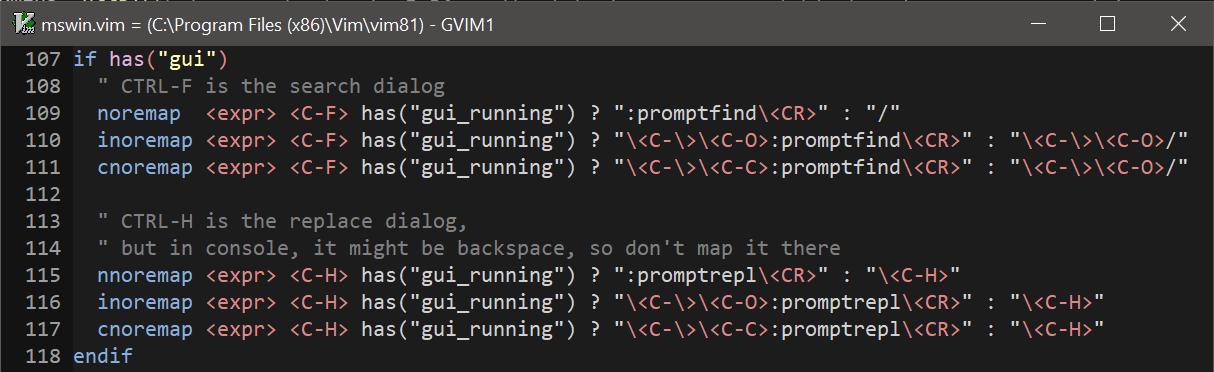 mswin.vim = (C:\Program Files (x86)\Vim\vim81) - GVIM1
107 if has("gui")
108   " CTRL-F is the search dialog
109   noremap  <expr> <C-F> has("gui_running") ? ":promptfind\<CR>" : "/"
110   inoremap <expr> <C-F> has("gui_running") ? "\<C-\>\<C-O>:promptfind\<CR>" : "\<C-\>\<C-O>/"
111   cnoremap <expr> <C-F> has("gui_running") ? "\<C-\>\<C-C>:promptfind\<CR>" : "\<C-\>\<C-O>/"
112
113   " CTRL-H is the replace dialog,
114   " but in console, it might be backspace, so don't map it there
115   nnoremap <expr> <C-H> has("gui_running") ? ":promptrepl\<CR>" : "\<C-H>"
116   inoremap <expr> <C-H> has("gui_running") ? "\<C-\>\<C-O>:promptrepl\<CR>" : "\<C-H>"
117   cnoremap <expr> <C-H> has("gui_running") ? "\<C-\>\<C-C>:promptrepl\<CR>" : "\<C-H>"
118 endif